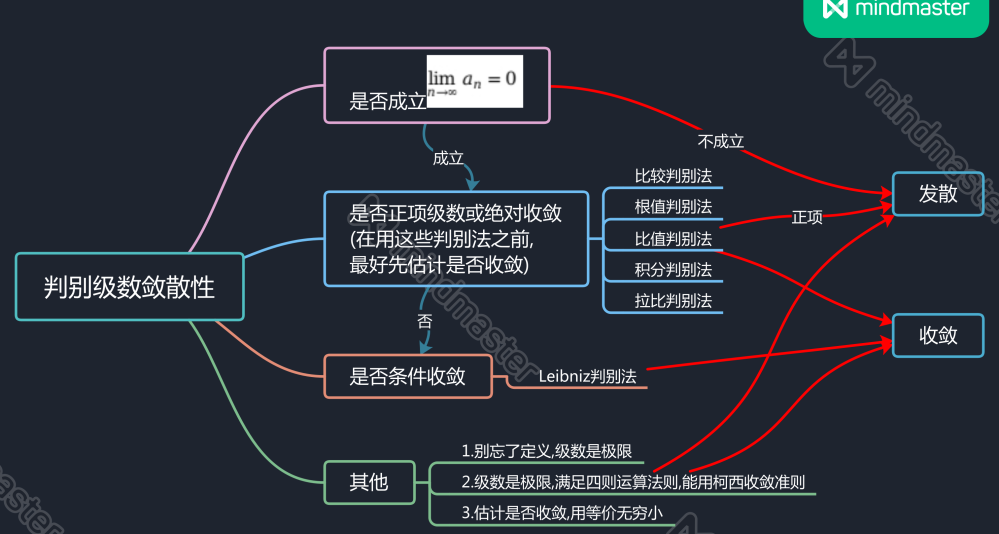 mindmaster
lim aₙ = 0
n→∞
是否成立
不成立
成立
比较判别法
发散
是否正项级数或绝对收敛
(在用这些判别法之前,
最好先估计是否收敛)
根值判别法
正项
比值判别法
积分判别法
拉比判别法
判别级数敛散性
否
收敛
是否条件收敛
Leibniz判别法
1.别忘了定义,级数是极限
其他
2.级数是极限,满足四则运算法则,能用柯西收敛准则
3.估计是否收敛,用等价无穷小
mindmaster
mindmaster
master